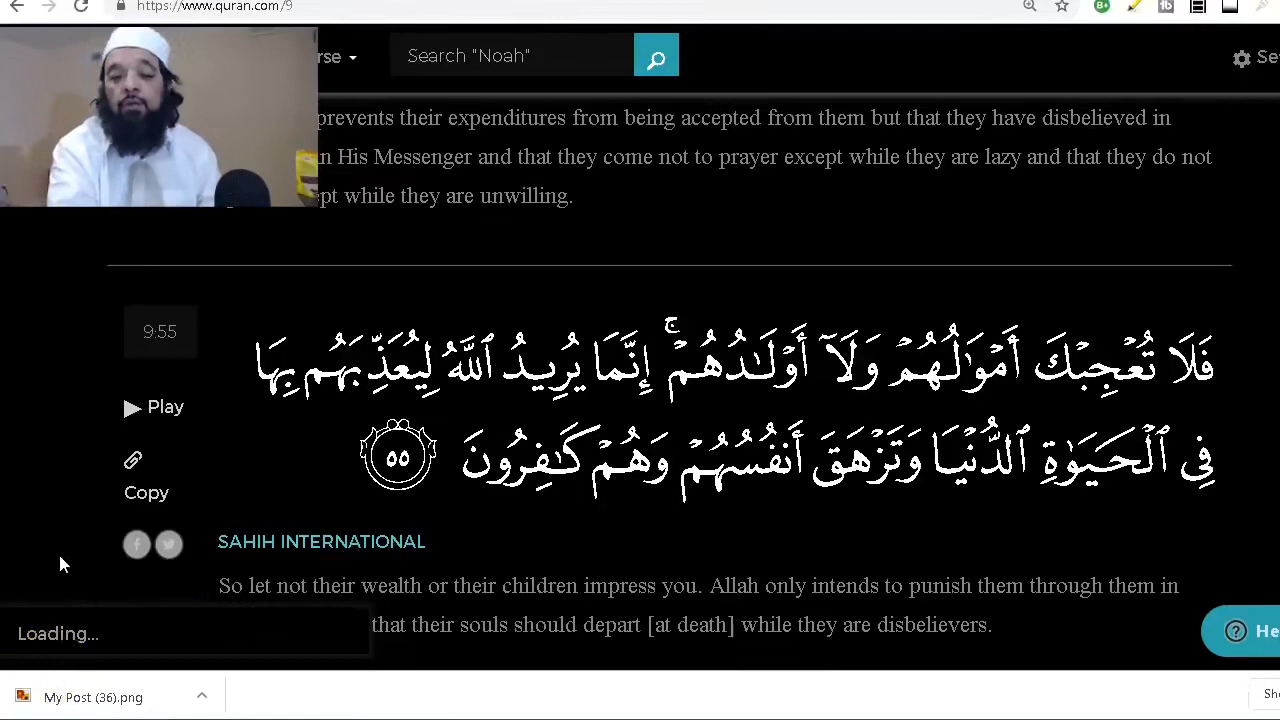 https://www.quran.com/9
rse
Search "Noah"
prevents their expenditures from being accepted from them but that they have disbelieved in
His Messenger and that they come not to prayer except while they are lazy and that they do not
while they are unwilling.
9:55
فَلَا تُعْجِبْكَ أَمْوَٰلُهُمْ وَلَآ أَوْلَـٰدُهُمْ ۚ إِنَّمَا يُرِيدُ ٱللَّهُ لِيُعَذِّبَهُم بِهَا
فِى ٱلْحَيَوٰةِ ٱلدُّنْيَا وَتَزْهَقَ أَنفُسُهُمْ وَهُمْ كَـٰفِرُونَ ٥٥
Play
Copy
SAHIH INTERNATIONAL
So let not their wealth or their children impress you. Allah only intends to punish them through them in
that their souls should depart [at death] while they are disbelievers.
Loading...
He
My Post (36).png